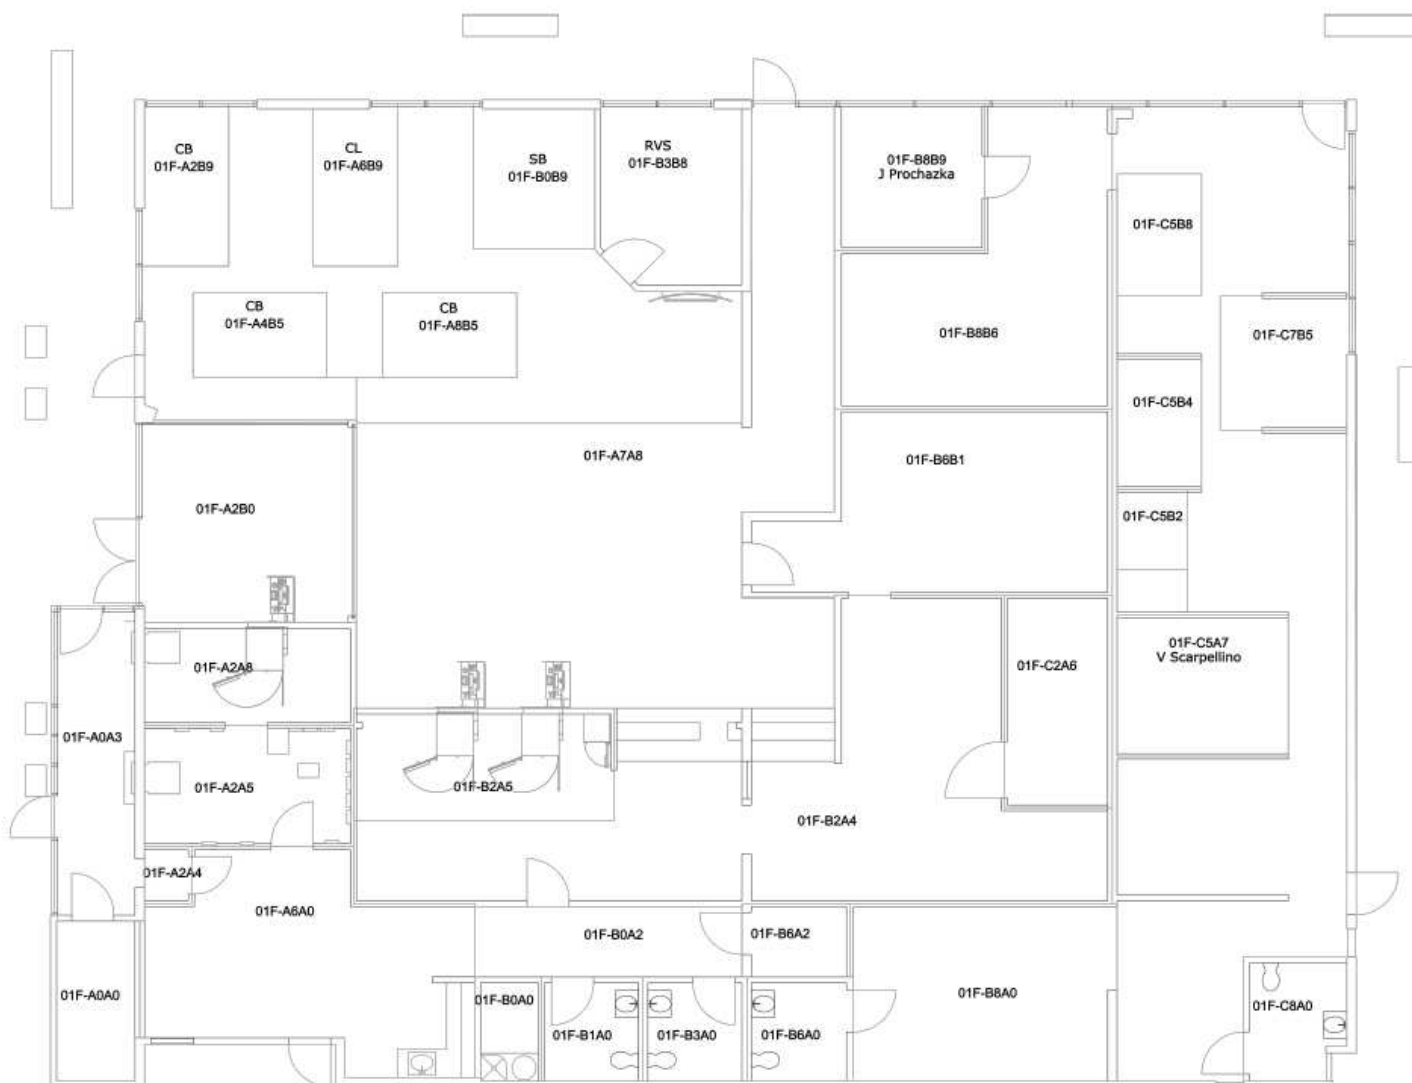 CB
01F-A2B9
CL
01F-A6B9
SB
01F-B0B9
RVS
01F-B3B8
01F-B8B9
J Prochazka
01F-C5B8
CB
01F-A4B5
CB
01F-A8B5
01F-B8B6
01F-C7B5
01F-C5B4
01F-A7A8
01F-B6B1
01F-A2B0
01F-C5B2
01F-C5A7
V Scarpellino
01F-A2A8
01F-C2A6
01F-A0A3
01F-A2A5
01F-B2A5
01F-B2A4
01F-A2A4
01F-A6A0
01F-B0A2
01F-B6A2
01F-A0A0
01F-B0A0
01F-B8A0
01F-C8A0
01F-B1A0
01F-B3A0
01F-B6A0